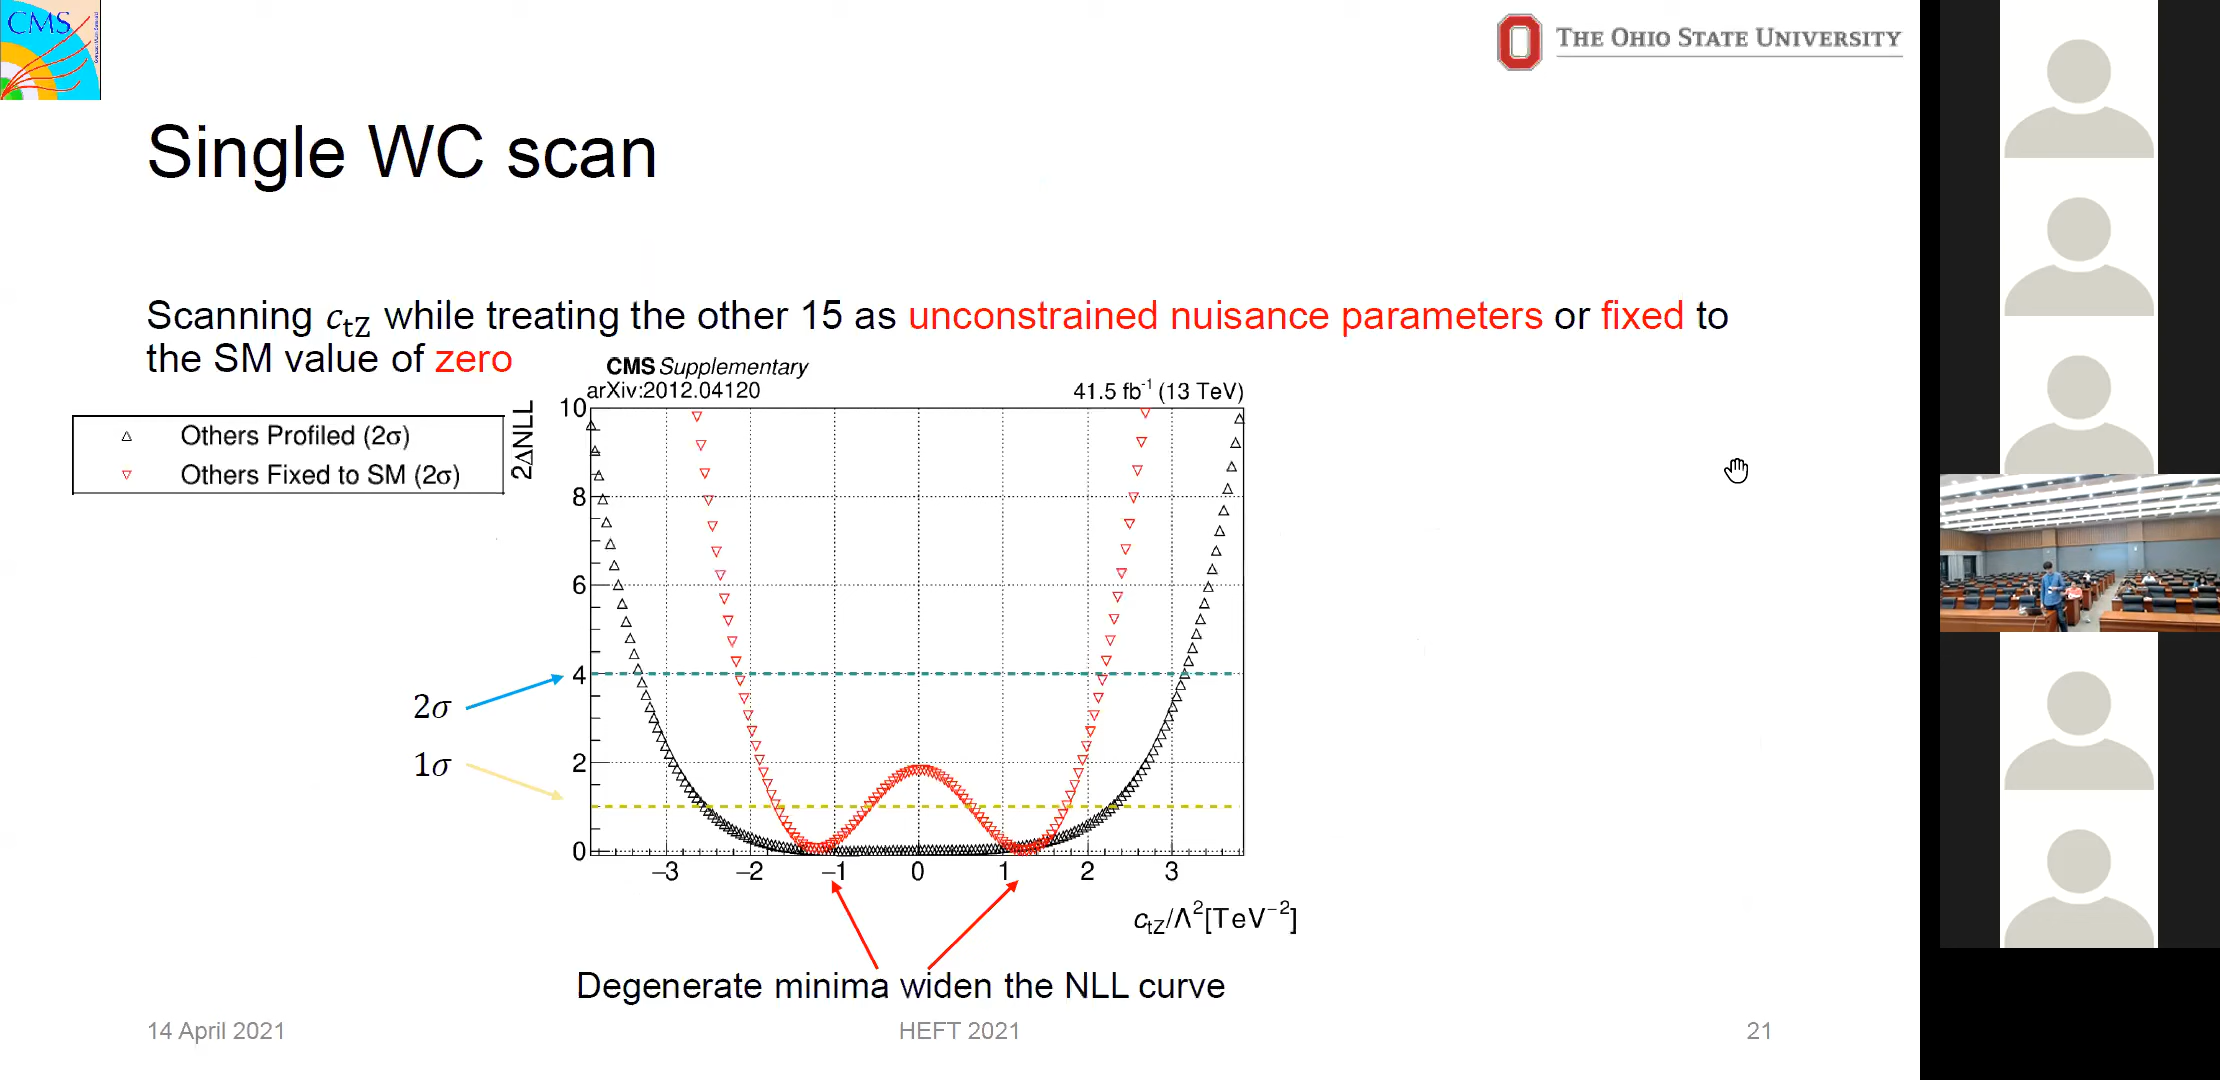 CMS
THE OHIO STATE UNIVERSITY
Single WC scan
Scanning c_tZ while treating the other 15 as unconstrained nuisance parameters or fixed to
the SM value of zero
CMS Supplementary
arXiv:2012.04120
41.5 fb⁻¹ (13 TeV)
Others Profiled (2σ)
Others Fixed to SM (2σ)
2ΔNLL
10
8
6
4
2
0
2σ
1σ
−3 −2 −1 0 1 2 3
c_tZ/Λ²[TeV⁻²]
Degenerate minima widen the NLL curve
14 April 2021
HEFT 2021
21